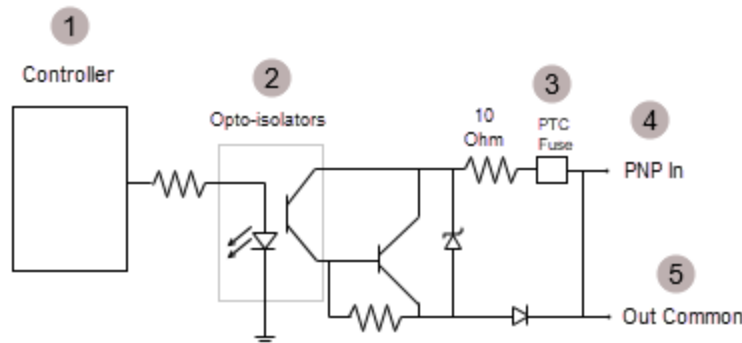 1
Controller
2
Opto-isolators
10
Ohm
3
PTC
Fuse
4
PNP In
5
Out Common